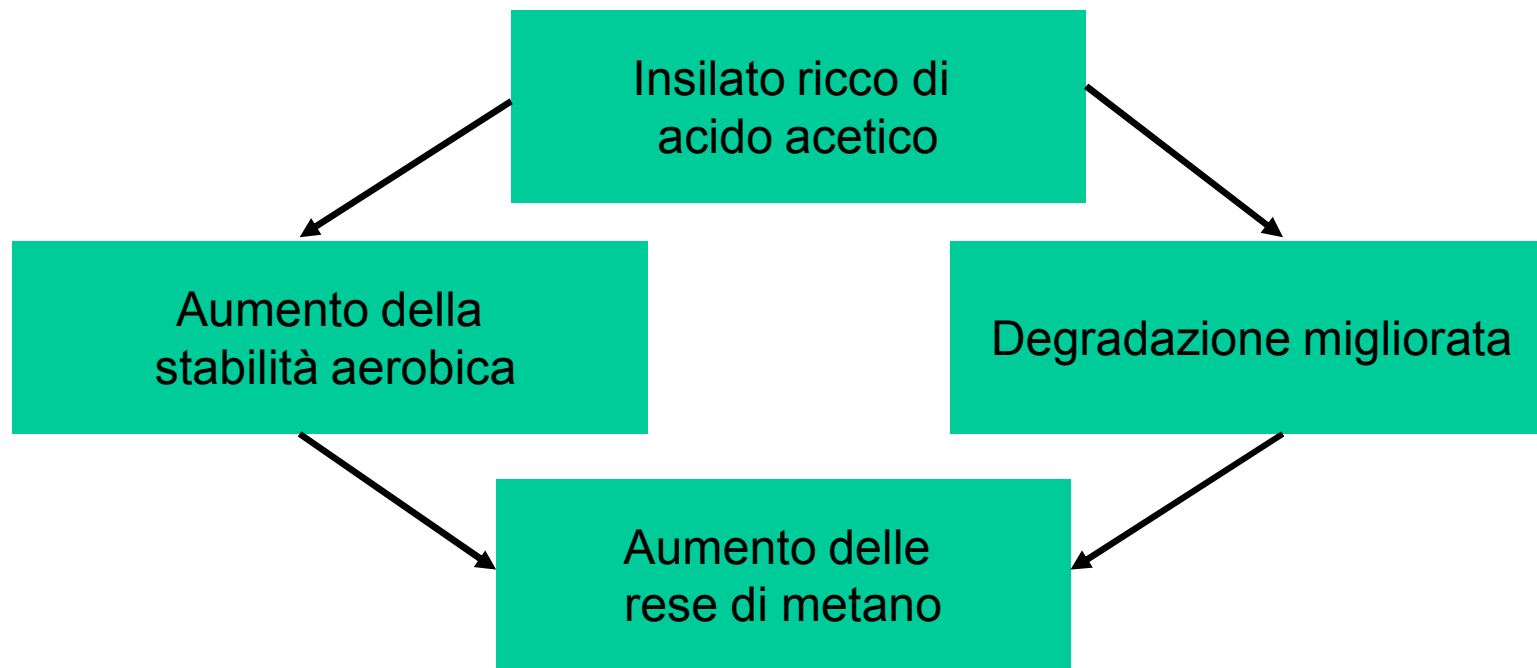 Insilato ricco di
acido acetico
Aumento della
stabilità aerobica
Degradazione migliorata
Aumento delle
rese di metano